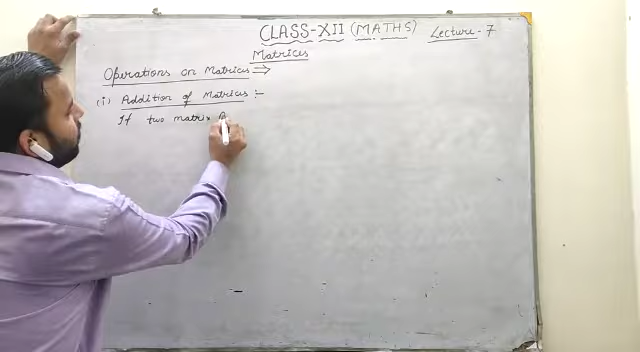 CLASS-XII (MATHS) Lecture-7
Matrices
Operations on Matrices ⇒
(i) Addition of Matrices :-
If two matrix